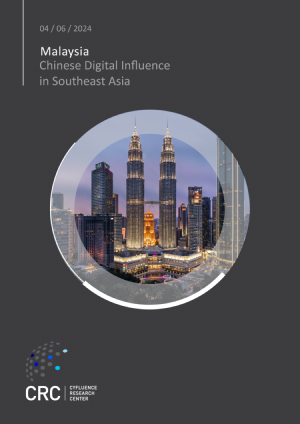 04 / 06 / 2024
Malaysia
Chinese Digital Influence
in Southeast Asia
CRC
CYFLUENCE
RESEARCH
CENTER